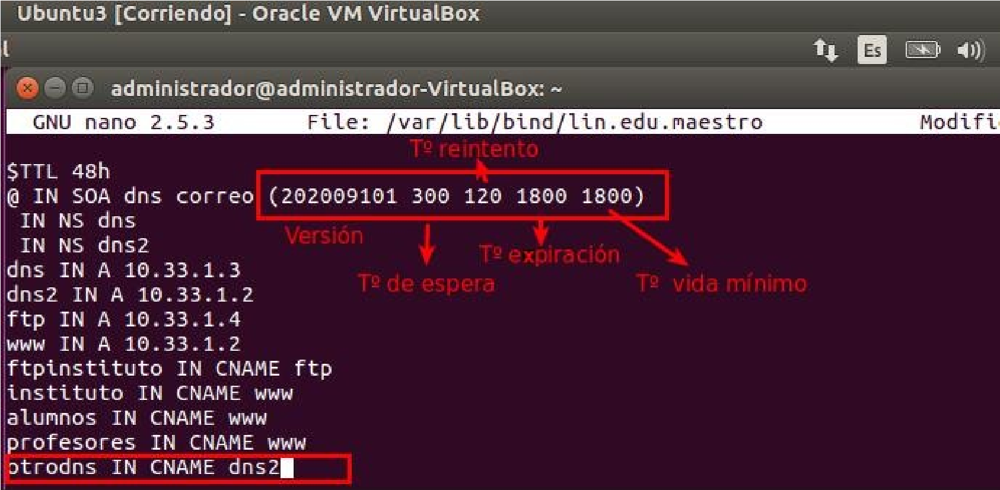 Ubuntu3 [Corriendo] - Oracle VM VirtualBox
l
Es
administrador@administrador-VirtualBox: ~
GNU nano 2.5.3 File: /var/lib/bind/lin.edu.maestro Modifi
Tº reintento
$TTL 48h
@ IN SOA dns correo (202009101 300 120 1800 1800)
IN NS dns
Versión
IN NS dns2
Tº expiración
dns IN A 10.33.1.3
Tº de espera
Tº vida mínimo
dns2 IN A 10.33.1.2
ftp IN A 10.33.1.4
www IN A 10.33.1.2
ftpinstituto IN CNAME ftp
instituto IN CNAME www
alumnos IN CNAME www
profesores IN CNAME www
otrodns IN CNAME dns2